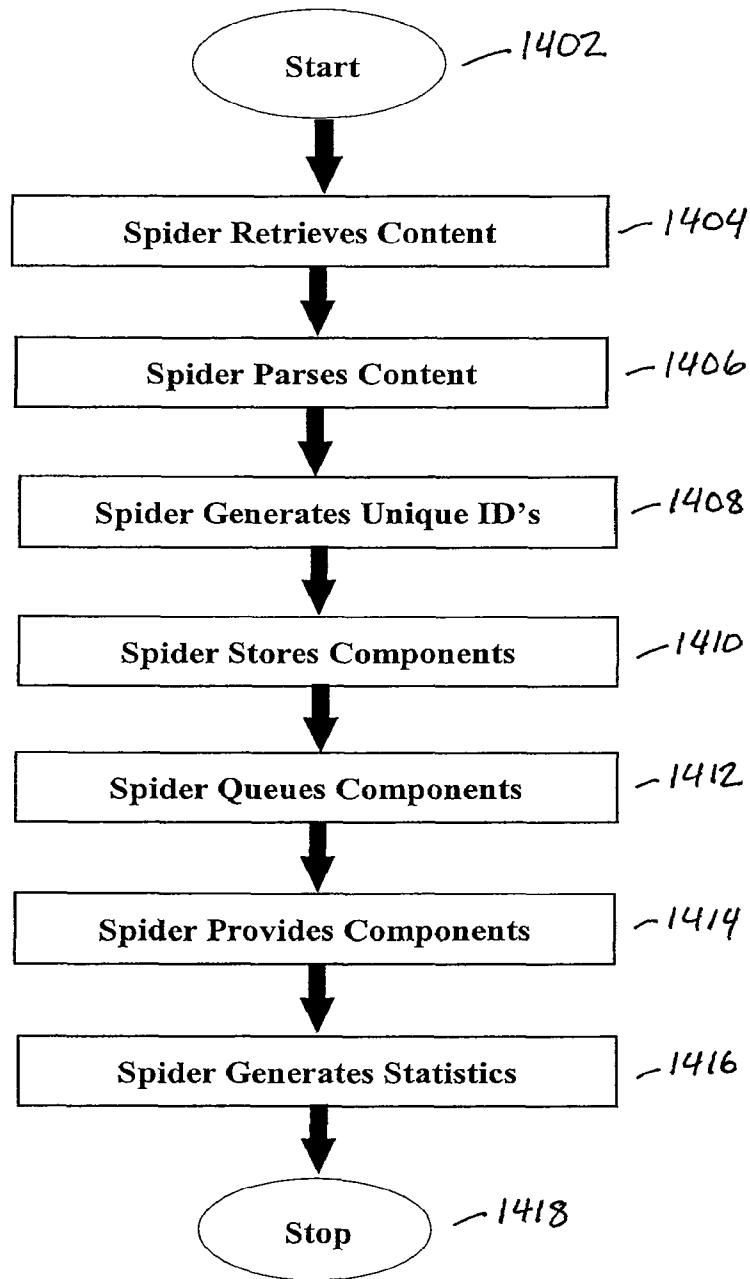 Start 1402
Spider Retrieves Content 1404
Spider Parses Content 1406
Spider Generates Unique ID's 1408
Spider Stores Components 1410
Spider Queues Components 1412
Spider Provides Components 1414
Spider Generates Statistics 1416
Stop 1418